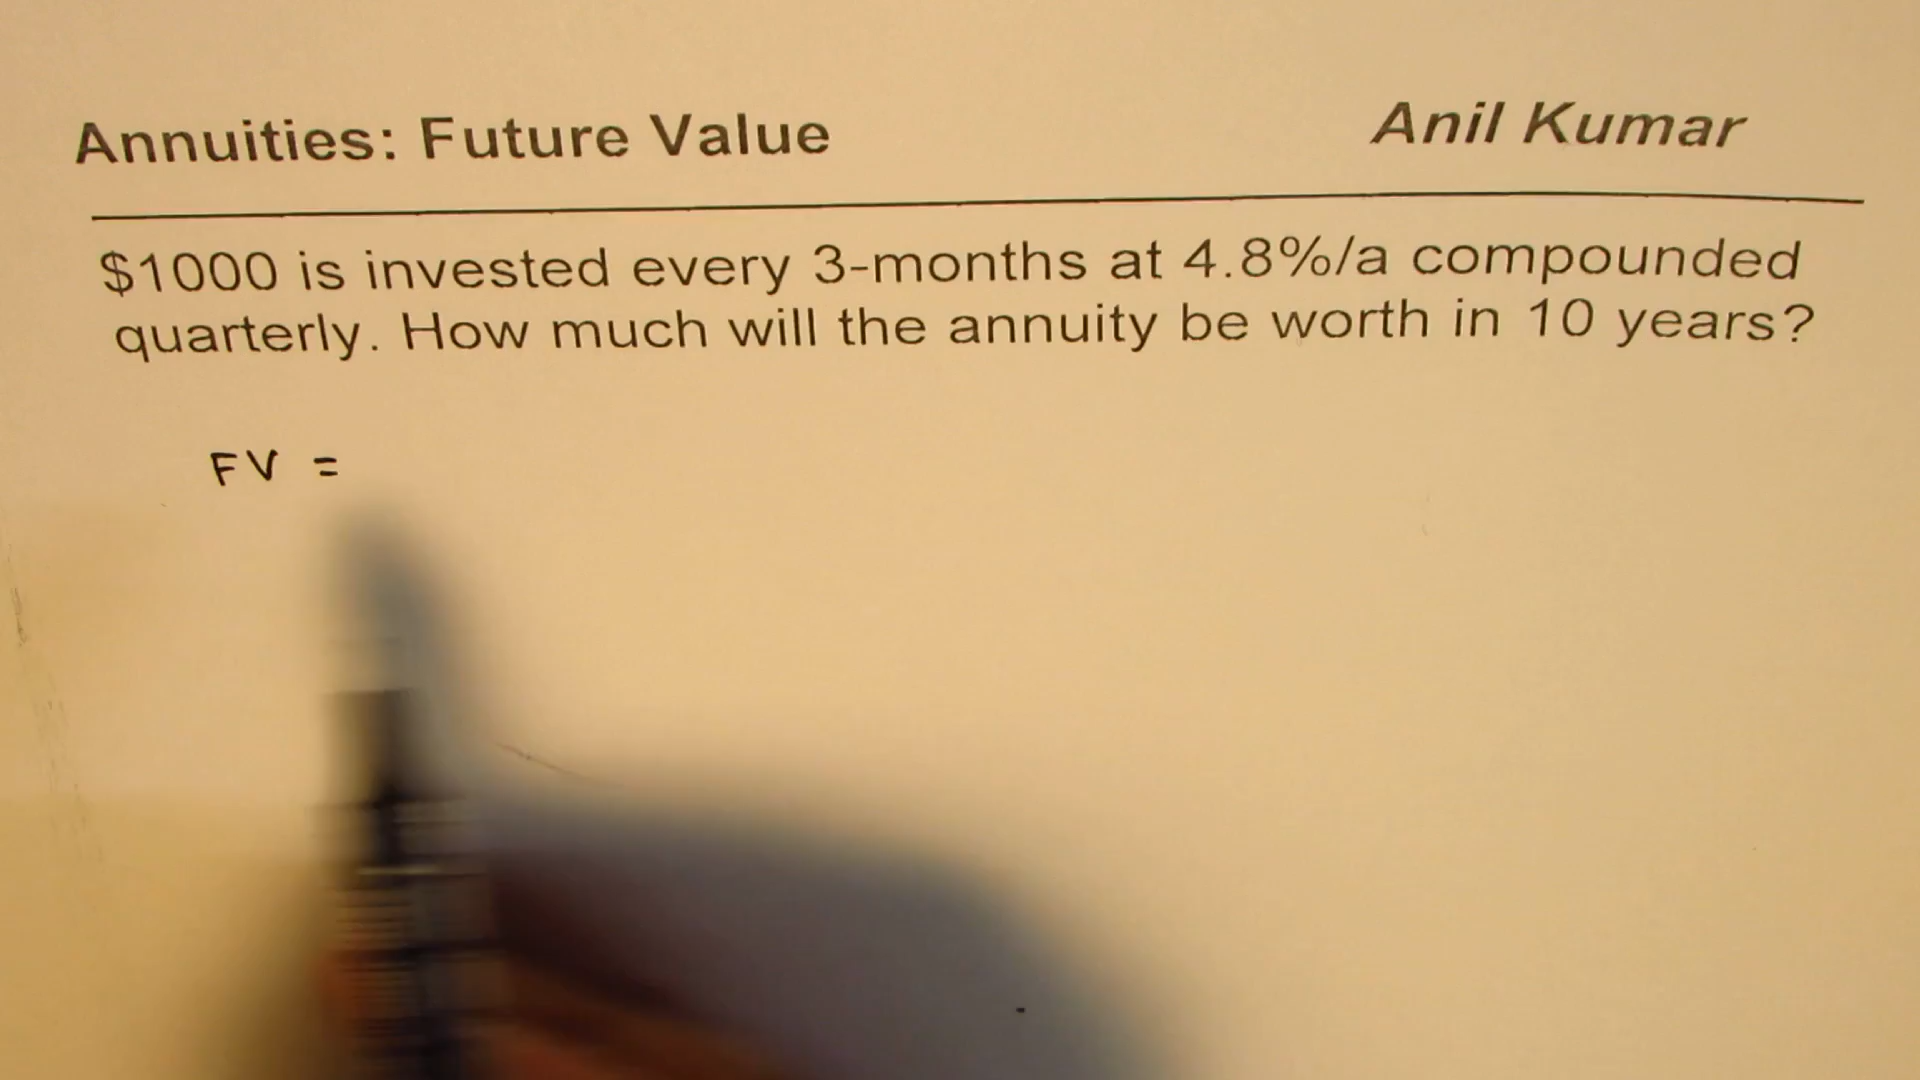 Annuities: Future Value
Anil Kumar
$1000 is invested every 3-months at 4.8%/a compounded
quarterly. How much will the annuity be worth in 10 years?
FV =